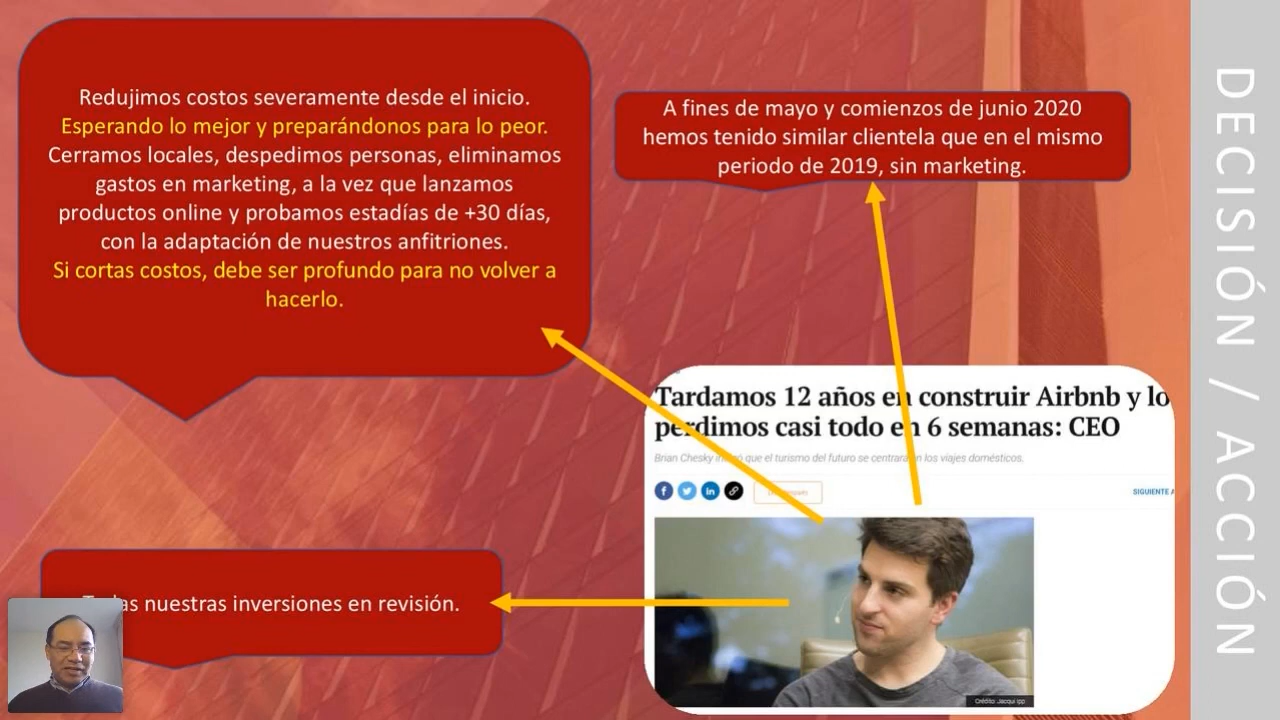 Redujimos costos severamente desde el inicio.
Esperando lo mejor y preparándonos para lo peor.
Cerramos locales, despedimos personas, eliminamos
gastos en marketing, a la vez que lanzamos
productos online y probamos estadías de +30 días,
con la adaptación de nuestros anfitriones.
Si cortas costos, debe ser profundo para no volver a
hacerlo.
A fines de mayo y comienzos de junio 2020
hemos tenido similar clientela que en el mismo
periodo de 2019, sin marketing.
Tardamos 12 años en construir Airbnb y lo
perdimos casi todo en 6 semanas: CEO
Brian Chesky que el turismo del futuro se centrará en los viajes domésticos.
SIGUIENTE
nuestras inversiones en revisión.
Crédito: Jacqui Ipp
DECISIÓN / ACCIÓN